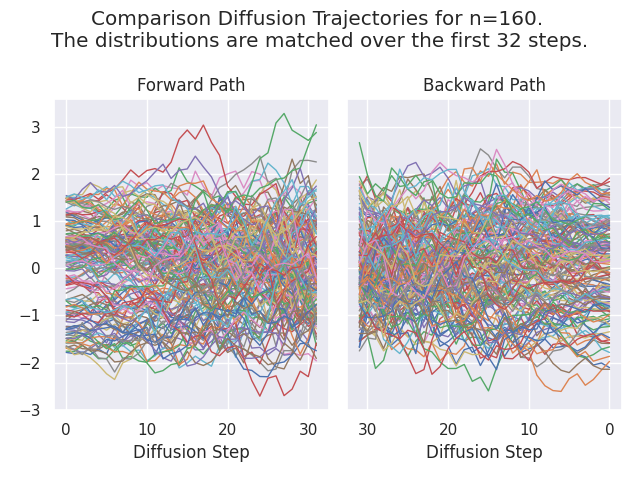 Comparison Diffusion Trajectories for n=160.
The distributions are matched over the first 32 steps.
Forward Path
Backward Path
3
2
1
0
−1
−2
−3
0 10 20 30
30 20 10 0
Diffusion Step
Diffusion Step